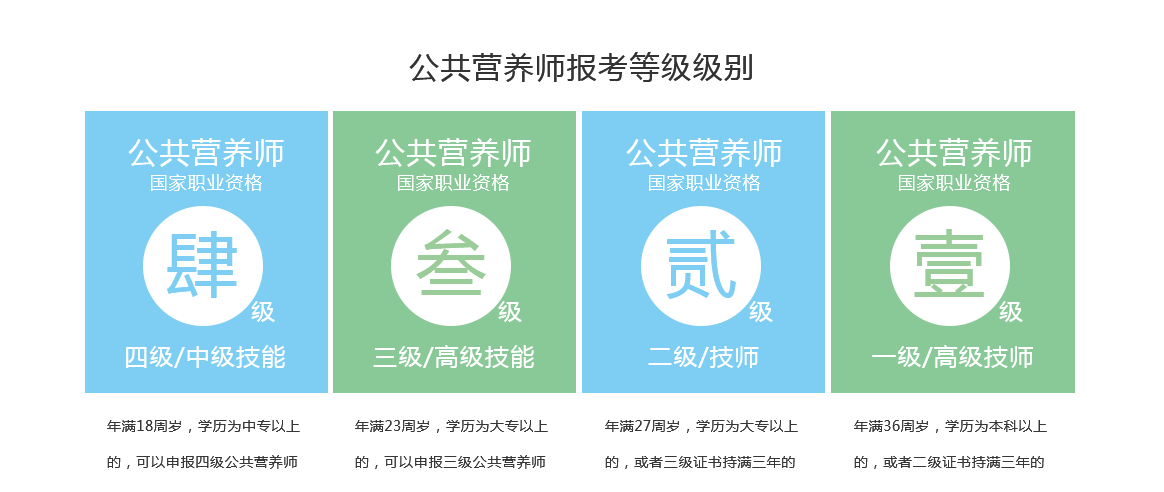 公共营养师报考等级级别
公共营养师
国家职业资格
肆
级
四级/中级技能
年满18周岁，学历为中专以上
的，可以申报四级公共营养师
公共营养师
国家职业资格
叁
级
三级/高级技能
年满23周岁，学历为大专以上
的，可以申报三级公共营养师
公共营养师
国家职业资格
贰
级
二级/技师
年满27周岁，学历为大专以上
的，或者三级证书持满三年的
公共营养师
国家职业资格
壹
级
一级/高级技师
年满36周岁，学历为本科以上
的，或者二级证书持满三年的